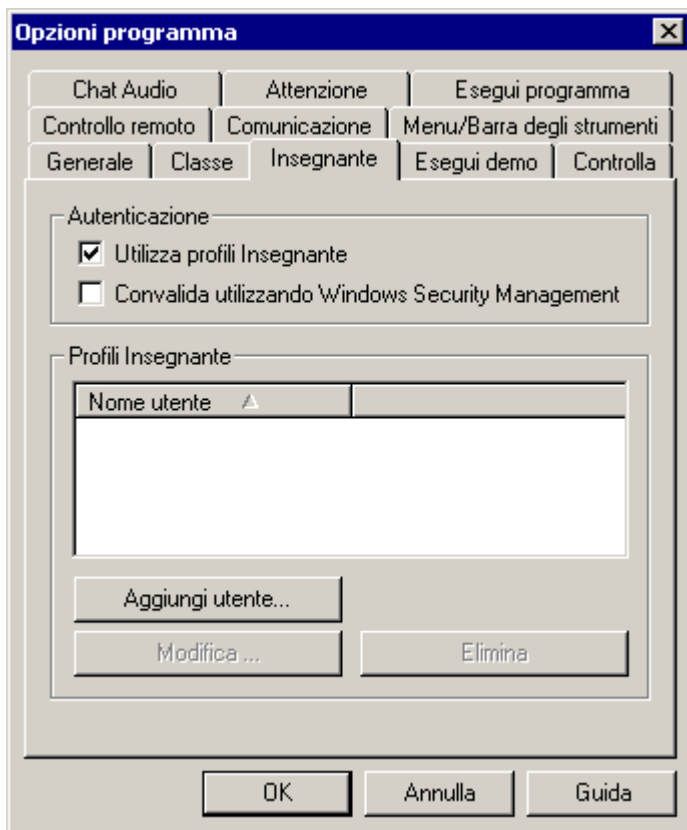 Opzioni programma
Chat Audio Attenzione Esegui programma
Controllo remoto Comunicazione Menu/Barra degli strumenti
Generale Classe Insegnante Esegui demo Controlla
Autenticazione
Utilizza profili Insegnante
Convalida utilizzando Windows Security Management
Profili Insegnante
Nome utente
Aggiungi utente...
Modifica ... Elimina
OK Annulla Guida